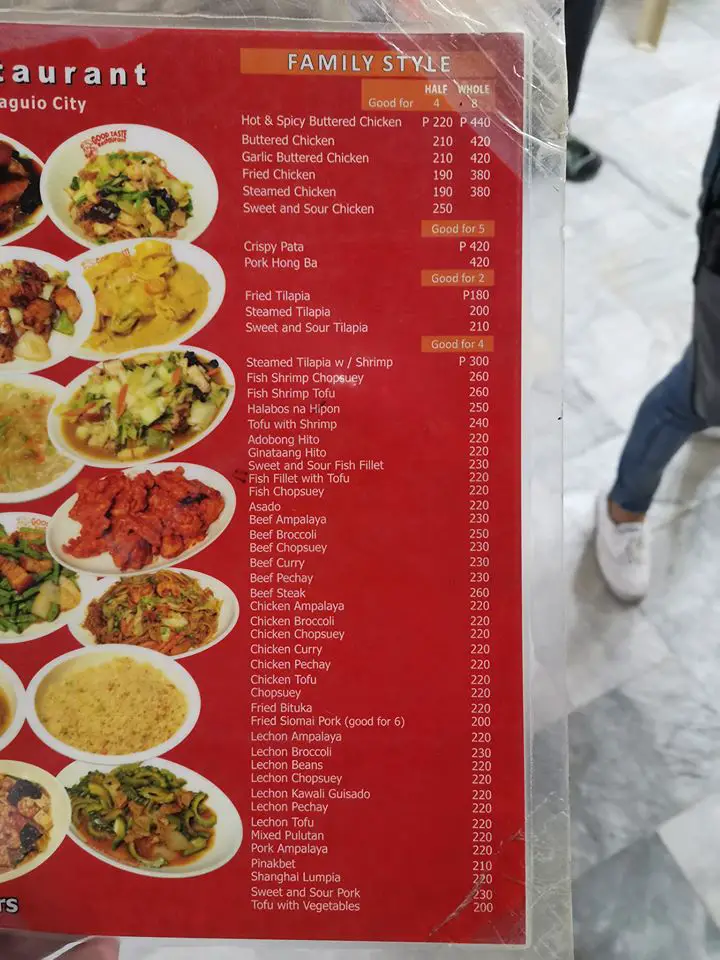 taurant
aguio City
GOOD TASTE
Restaurant
FAMILY STYLE
HALF WHOLE
Good for 4 8
Hot & Spicy Buttered Chicken P 220 P 440
Buttered Chicken 210 420
Garlic Buttered Chicken 210 420
Fried Chicken 190 380
Steamed Chicken 190 380
Sweet and Sour Chicken 250
Good for 5
Crispy Pata P 420
Pork Hong Ba 420
Good for 2
Fried Tilapia P180
Steamed Tilapia 200
Sweet and Sour Tilapia 210
Good for 4
Steamed Tilapia w / Shrimp P 300
Fish Shrimp Chopsuey 260
Fish Shrimp Tofu 260
Halabos na Hipon 250
Tofu with Shrimp 240
Adobong Hito 220
Ginataang Hito 220
Sweet and Sour Fish Fillet 230
Fish Fillet with Tofu 220
Fish Chopsuey 220
Asado 220
Beef Ampalaya 230
Beef Broccoli 250
Beef Chopsuey 230
Beef Curry 230
Beef Pechay 230
Beef Steak 260
Chicken Ampalaya 220
Chicken Broccoli 220
Chicken Chopsuey 220
Chicken Curry 220
Chicken Pechay 220
Chicken Tofu 220
Chopsuey 220
Fried Bituka 220
Fried Siomai Pork (good for 6) 200
Lechon Ampalaya 220
Lechon Broccoli 230
Lechon Beans 220
Lechon Chopsuey 220
Lechon Kawali Guisado 220
Lechon Pechay 220
Lechon Tofu 220
Mixed Pulutan 220
Pork Ampalaya 220
Pinakbet 210
Shanghai Lumpia 220
Sweet and Sour Pork 230
Tofu with Vegetables 200
rs